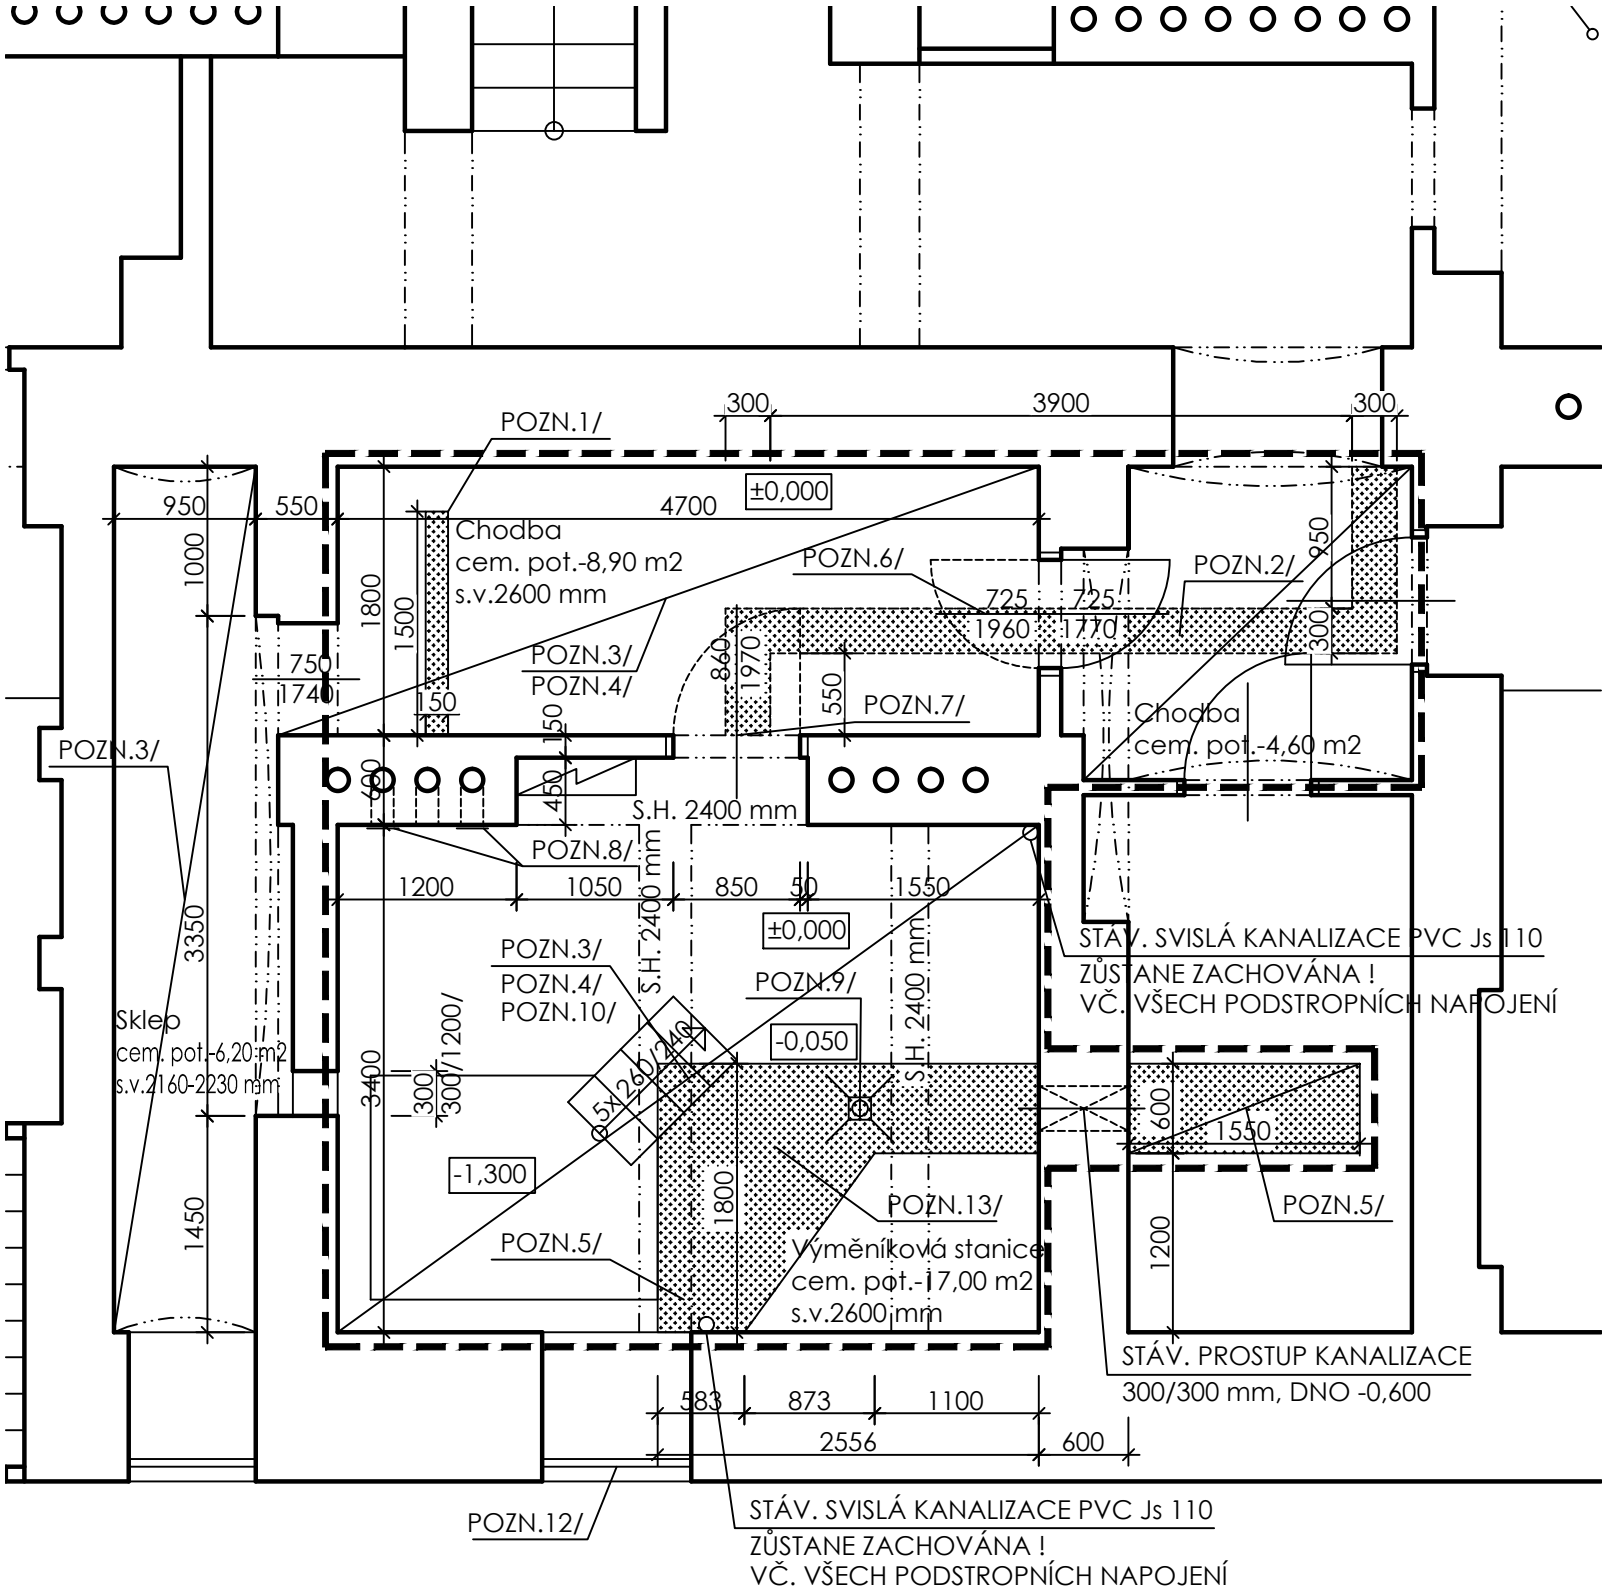 300
3900
300
POZN.1/
±0,000
950
550
4700
Chodba
cem. pot.-8,90 m2
s.v.2600 mm
POZN.6/
POZN.2/
950
1000
1800
1500
725
725
1960
1770
300
POZN.3/
POZN.4/
860
1970
750
1740
150
550
POZN.7/
Chodba
cem. pot.-4,60 m2
150
POZN.3/
600
450
S.H. 2400 mm
POZN.8/
S.H. 2400 mm
1200
1050
850
50
1550
±0,000
3350
POZN.3/
POZN.4/
POZN.10/
POZN.9/
S.H. 2400 mm
STÁV. SVISLÁ KANALIZACE PVC Js 110
ZŮSTANE ZACHOVÁNA !
VČ. VŠECH PODSTROPNÍCH NAPOJENÍ
Sklep
cem. pot.-6,20 m2
s.v.2160-2230 mm
-0,050
3400
300
300/1200/
5x 260/240
600
1550
-1,300
1800
POZN.13/
POZN.5/
1450
POZN.5/
Výměníková stanice
cem. pot.-17,00 m2
s.v.2600 mm
1200
STÁV. PROSTUP KANALIZACE
300/300 mm, DNO -0,600
583
873
1100
2556
600
POZN.12/
STÁV. SVISLÁ KANALIZACE PVC Js 110
ZŮSTANE ZACHOVÁNA !
VČ. VŠECH PODSTROPNÍCH NAPOJENÍ